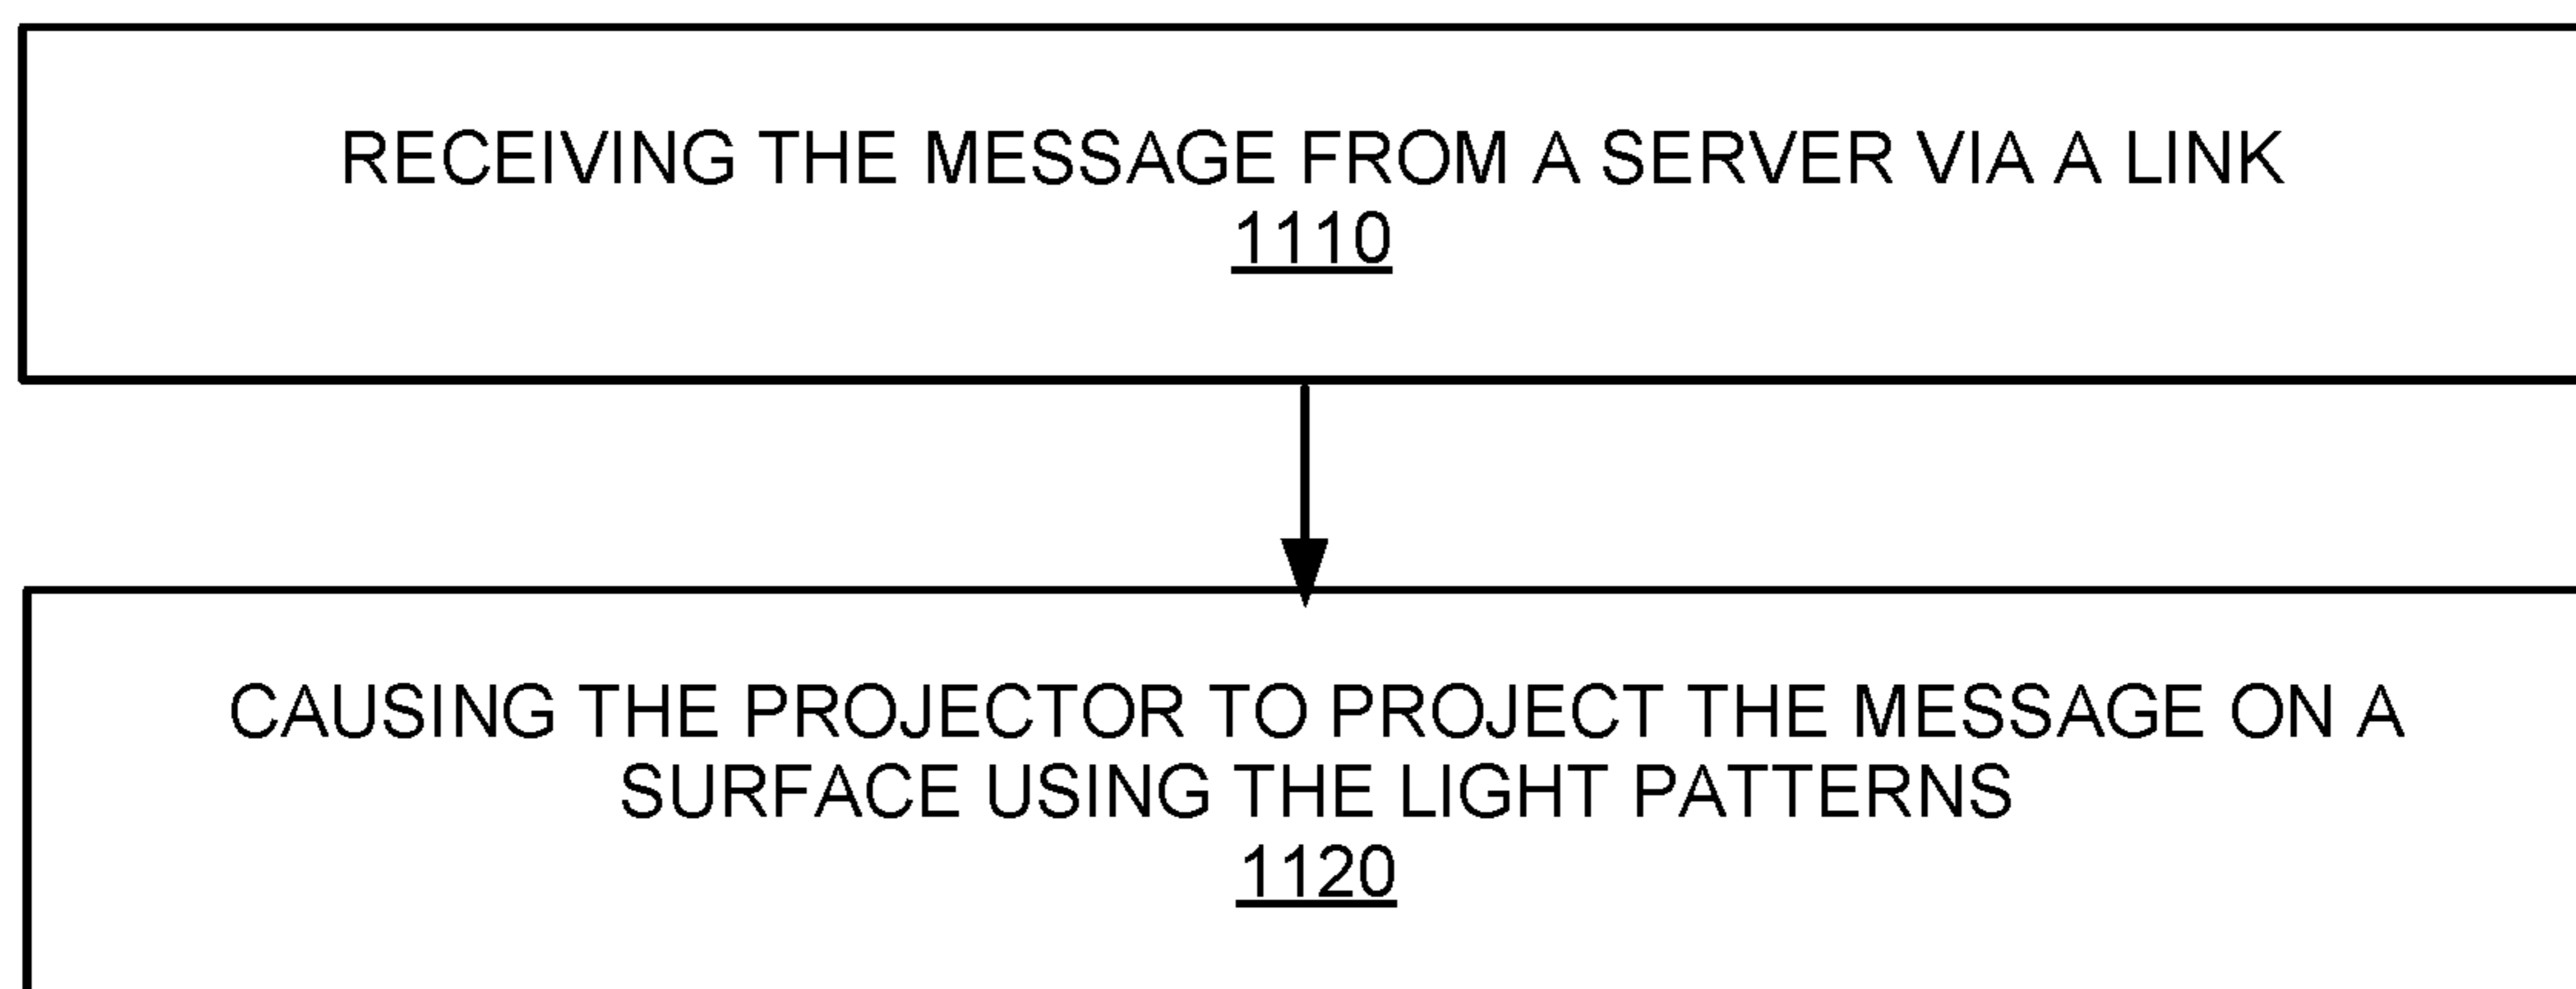 RECEIVING THE MESSAGE FROM A SERVER VIA A LINK
1110
CAUSING THE PROJECTOR TO PROJECT THE MESSAGE ON A
SURFACE USING THE LIGHT PATTERNS
1120